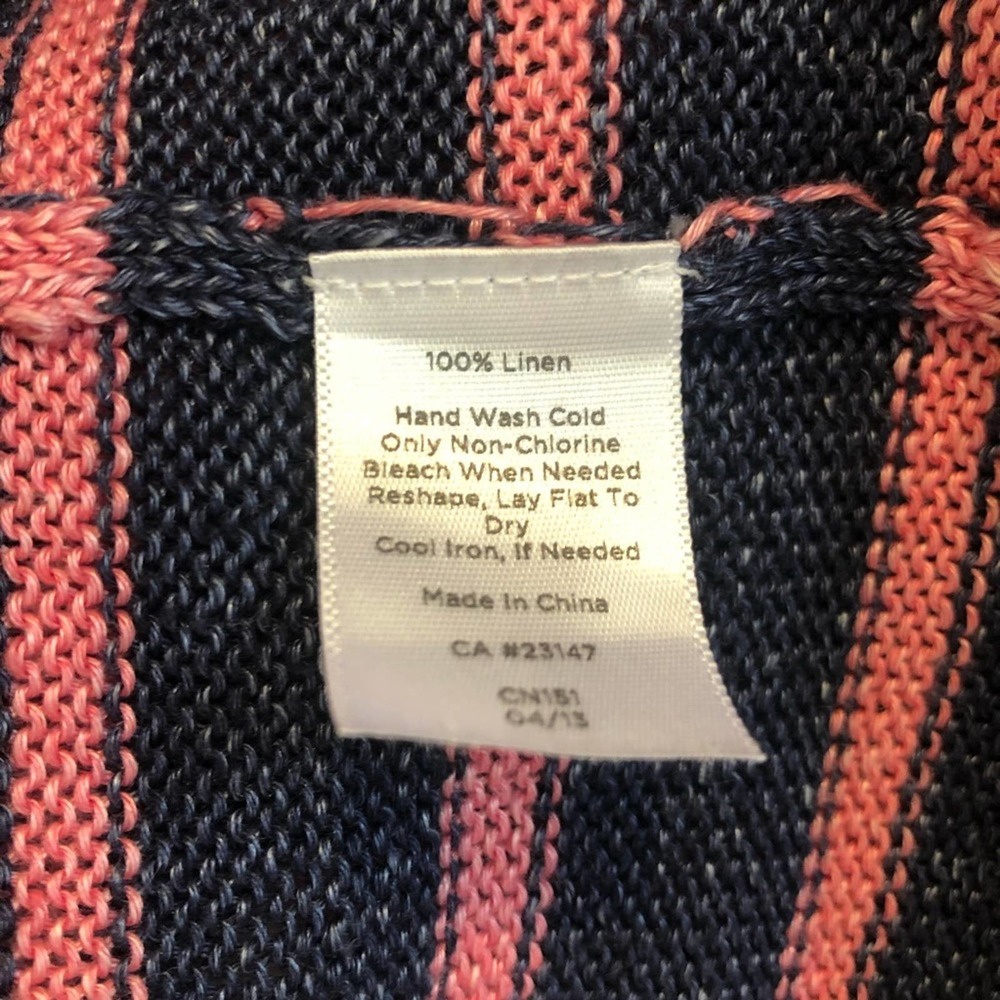 100% Linen
Hand Wash Cold
Only Non-Chlorine
Bleach When Needed
Reshape, Lay Flat To
Dry
Cool Iron, If Needed
Made In China
CA #23147
CN151
04/13